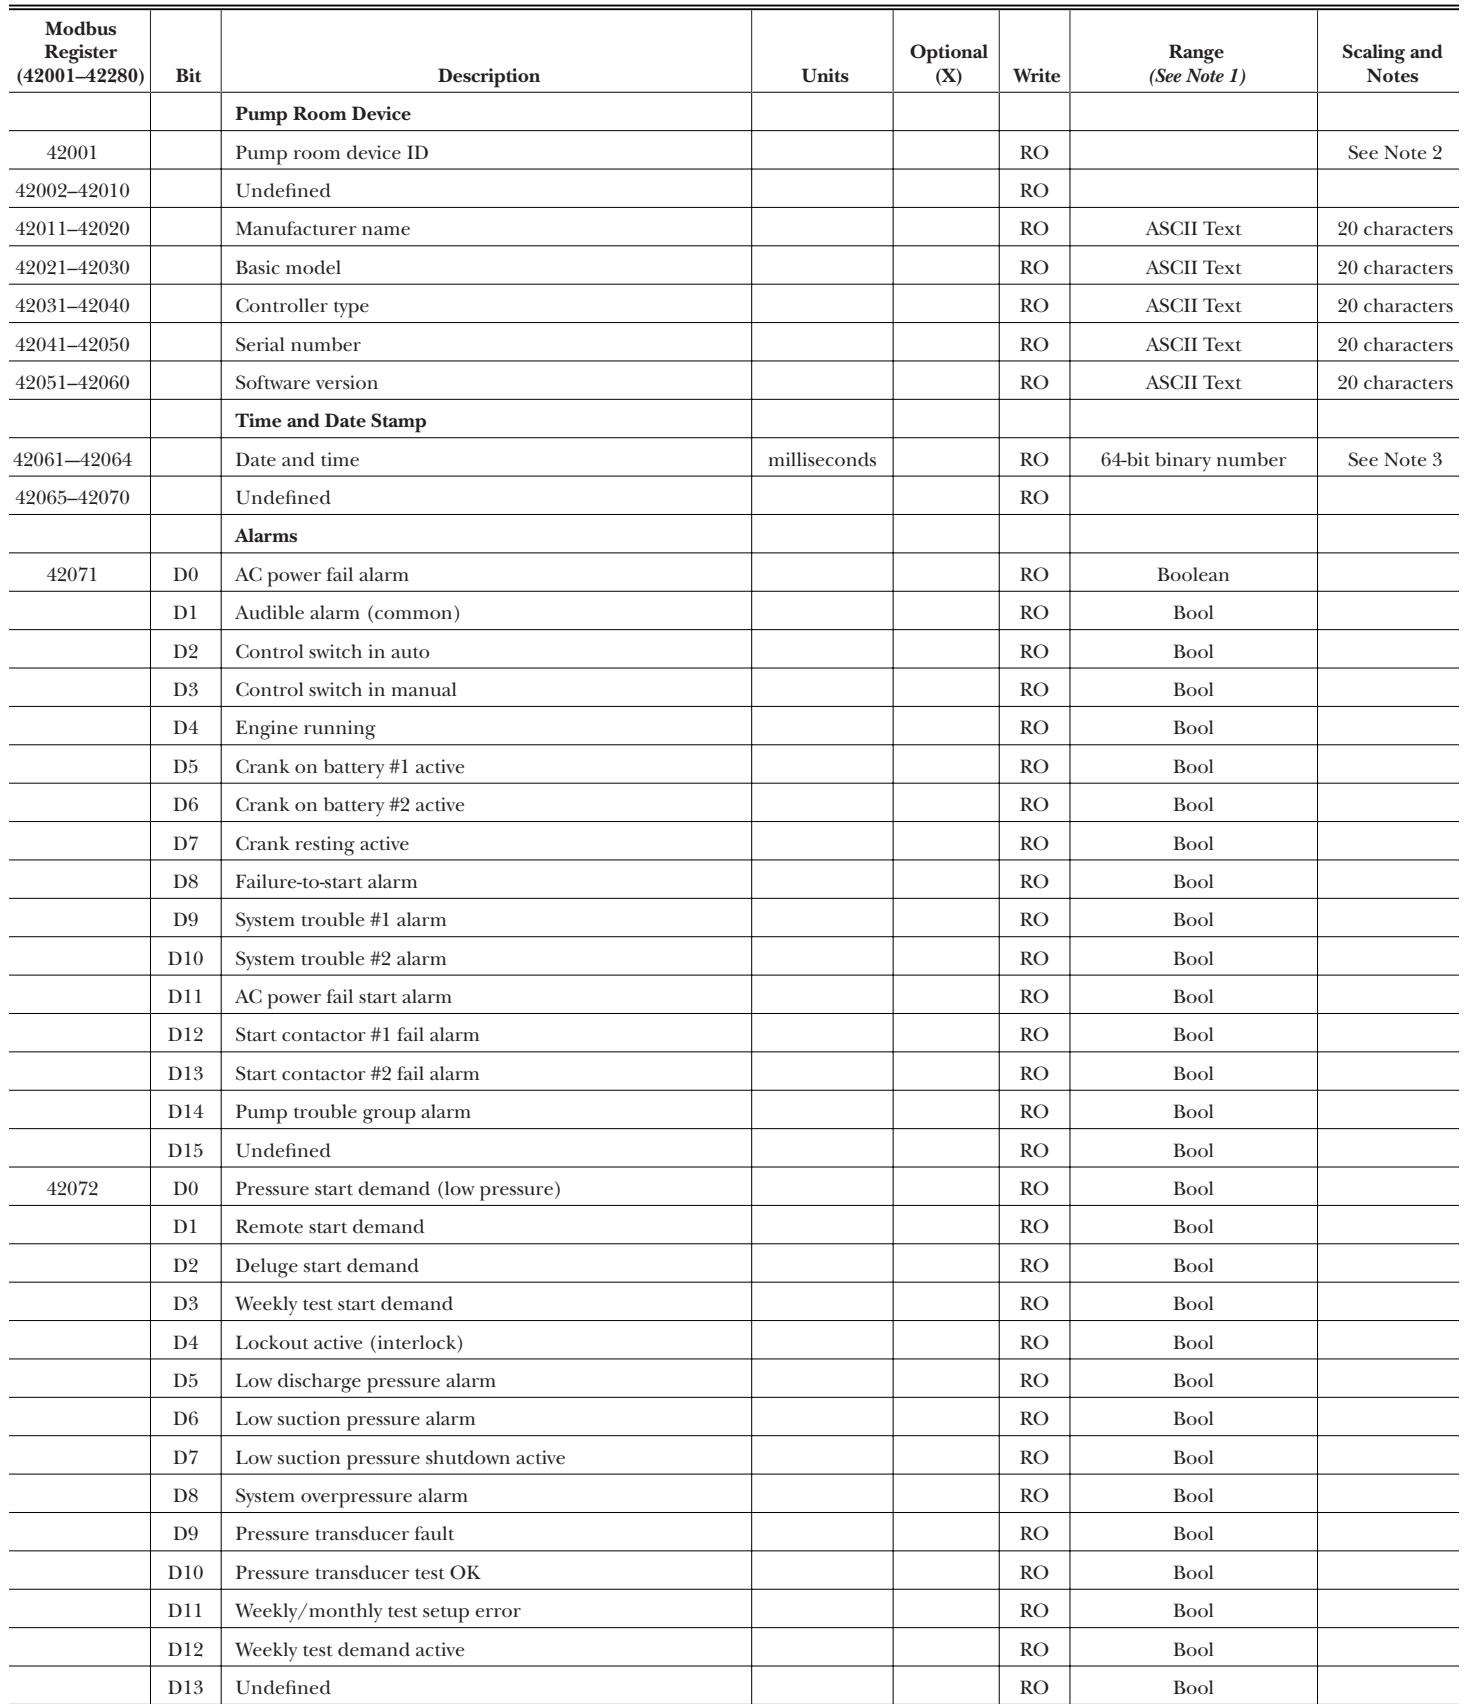 Modbus Register (42001–42280) Bit Description Units Optional (X) Write Range (See Note 1) Scaling and Notes
Pump Room Device
42001 Pump room device ID RO See Note 2
42002–42010 Undefined RO
42011–42020 Manufacturer name RO ASCII Text 20 characters
42021–42030 Basic model RO ASCII Text 20 characters
42031–42040 Controller type RO ASCII Text 20 characters
42041–42050 Serial number RO ASCII Text 20 characters
42051–42060 Software version RO ASCII Text 20 characters
Time and Date Stamp
42061—42064 Date and time milliseconds RO 64-bit binary number See Note 3
42065–42070 Undefined RO
Alarms
42071 D0 AC power fail alarm RO Boolean
D1 Audible alarm (common) RO Bool
D2 Control switch in auto RO Bool
D3 Control switch in manual RO Bool
D4 Engine running RO Bool
D5 Crank on battery #1 active RO Bool
D6 Crank on battery #2 active RO Bool
D7 Crank resting active RO Bool
D8 Failure-to-start alarm RO Bool
D9 System trouble #1 alarm RO Bool
D10 System trouble #2 alarm RO Bool
D11 AC power fail start alarm RO Bool
D12 Start contactor #1 fail alarm RO Bool
D13 Start contactor #2 fail alarm RO Bool
D14 Pump trouble group alarm RO Bool
D15 Undefined RO Bool
42072 D0 Pressure start demand (low pressure) RO Bool
D1 Remote start demand RO Bool
D2 Deluge start demand RO Bool
D3 Weekly test start demand RO Bool
D4 Lockout active (interlock) RO Bool
D5 Low discharge pressure alarm RO Bool
D6 Low suction pressure alarm RO Bool
D7 Low suction pressure shutdown active RO Bool
D8 System overpressure alarm RO Bool
D9 Pressure transducer fault RO Bool
D10 Pressure transducer test OK RO Bool
D11 Weekly/monthly test setup error RO Bool
D12 Weekly test demand active RO Bool
D13 Undefined RO Bool